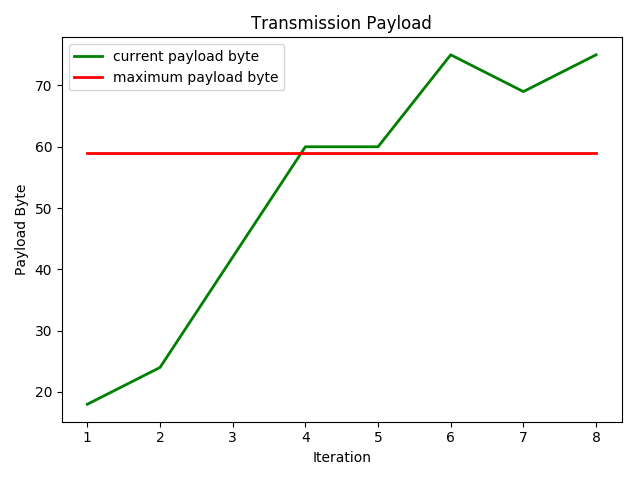 Transmission Payload
current payload byte
maximum payload byte
Payload Byte
70
60
50
40
30
20
1 2 3 4 5 6 7 8
Iteration